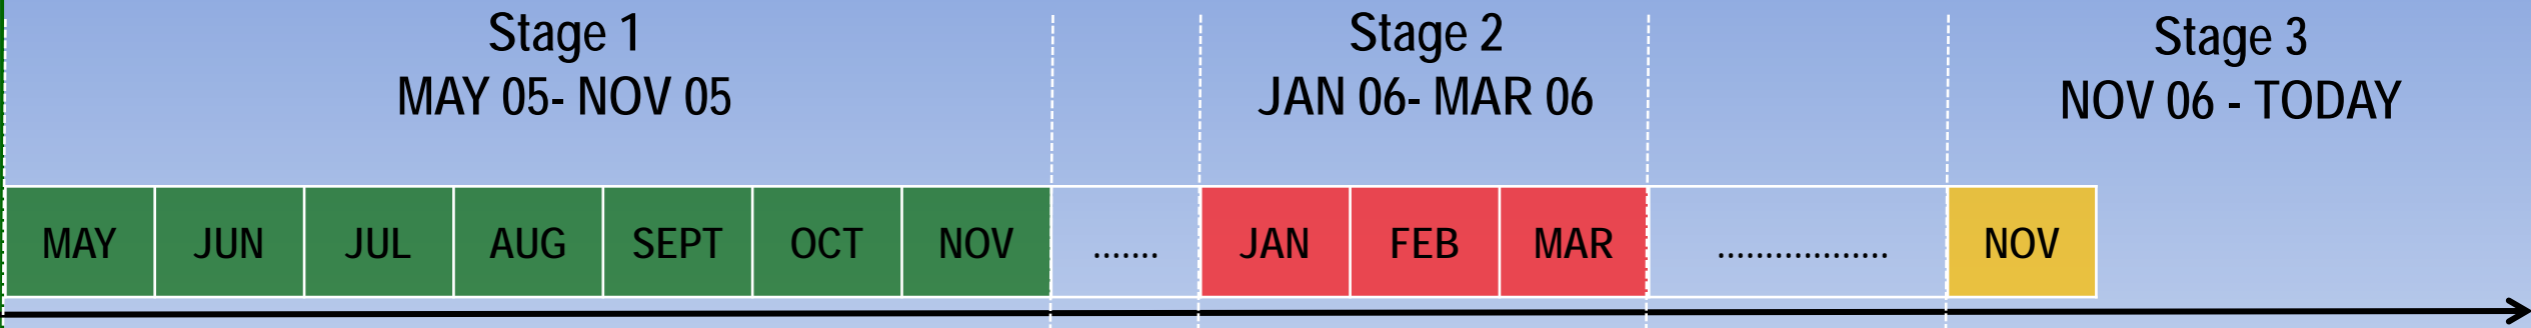 Stage 1
MAY 05- NOV 05
Stage 2
JAN 06- MAR 06
Stage 3
NOV 06 - TODAY
MAY JUN JUL AUG SEPT OCT NOV ....... JAN FEB MAR .................. NOV